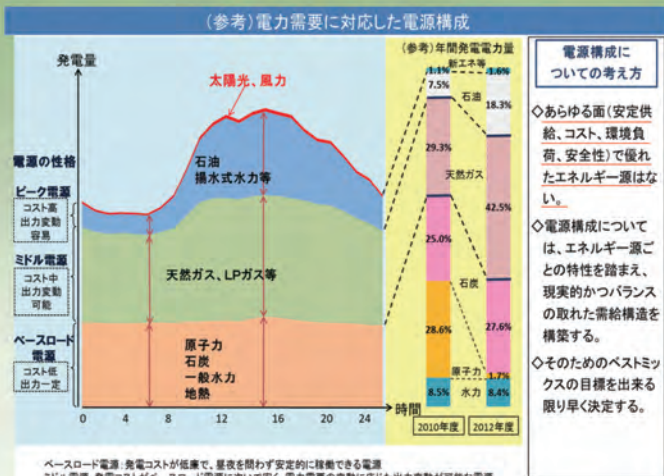 (参考)電力需要に対応した電源構成
発電量
太陽光、風力
電源の性格
ピーク電源
コスト高
出力変動
容易
ミドル電源
コスト中
出力変動
可能
ベースロード
電源
コスト低
出力一定
石油
揚水式水力等
天然ガス、LPガス等
原子力
石炭
一般水力
地熱
0 4 8 12 16 20 24 時間
(参考)年間発電電力量
新エネ等
1.1% 1.6%
石油
7.5% 18.3%
29.3%
天然ガス
42.5%
25.0%
石炭
28.6% 27.6%
原子力 1.7%
8.5% 水力 8.4%
2010年度 2012年度
電源構成に
ついての考え方
◇あらゆる面(安定供
給、コスト、環境負
荷、安全性)で優れ
たエネルギー源はな
い。
◇電源構成について
は、エネルギー源ご
との特性を踏まえ、
現実的かつバランス
の取れた需給構造を
構築する。
◇そのためのベストミッ
クスの目標を出来る
限り早く決定する。
ベースロード電源:発電コストが低廉で、昼夜を問わず安定的に稼働できる電源